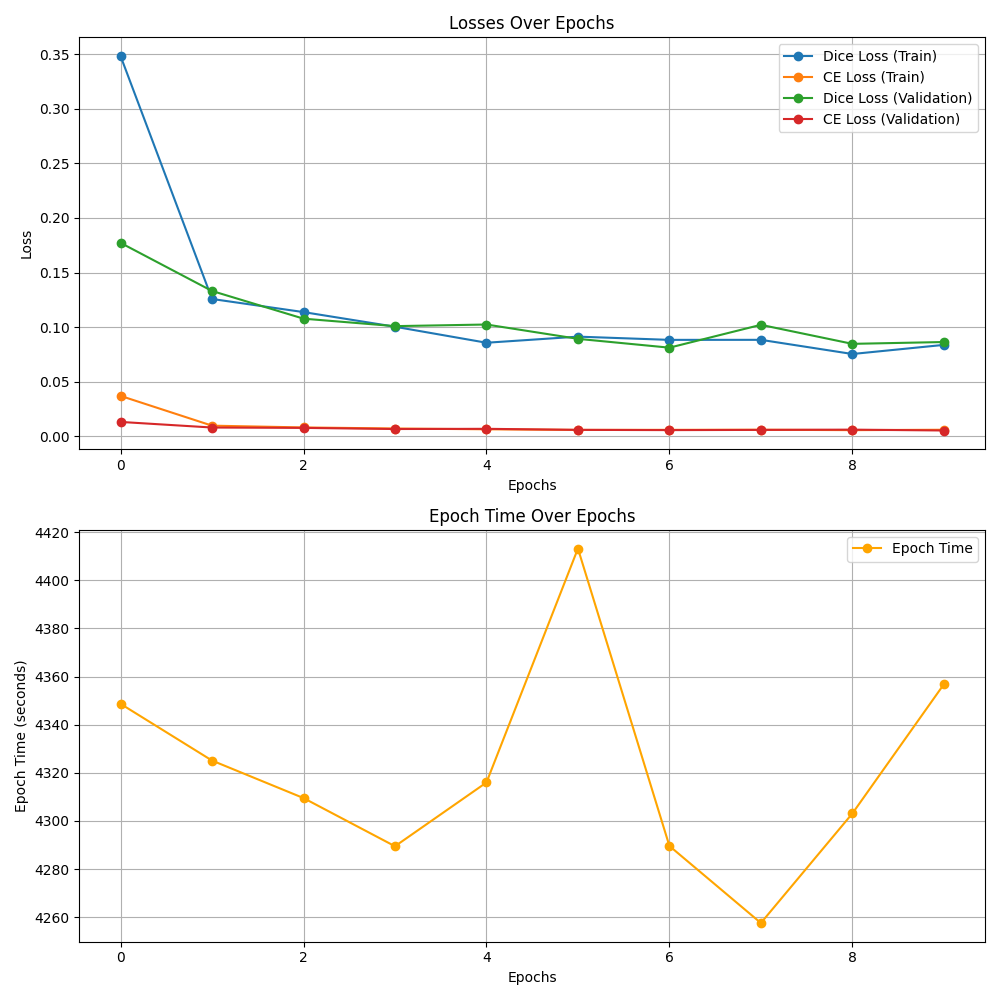 Losses Over Epochs
Loss
0.35
0.30
0.25
0.20
0.15
0.10
0.05
0.00
Dice Loss (Train)
CE Loss (Train)
Dice Loss (Validation)
CE Loss (Validation)
0 2 4 6 8
Epochs
Epoch Time Over Epochs
Epoch Time (seconds)
4420
4400
4380
4360
4340
4320
4300
4280
4260
Epoch Time
0 2 4 6 8
Epochs